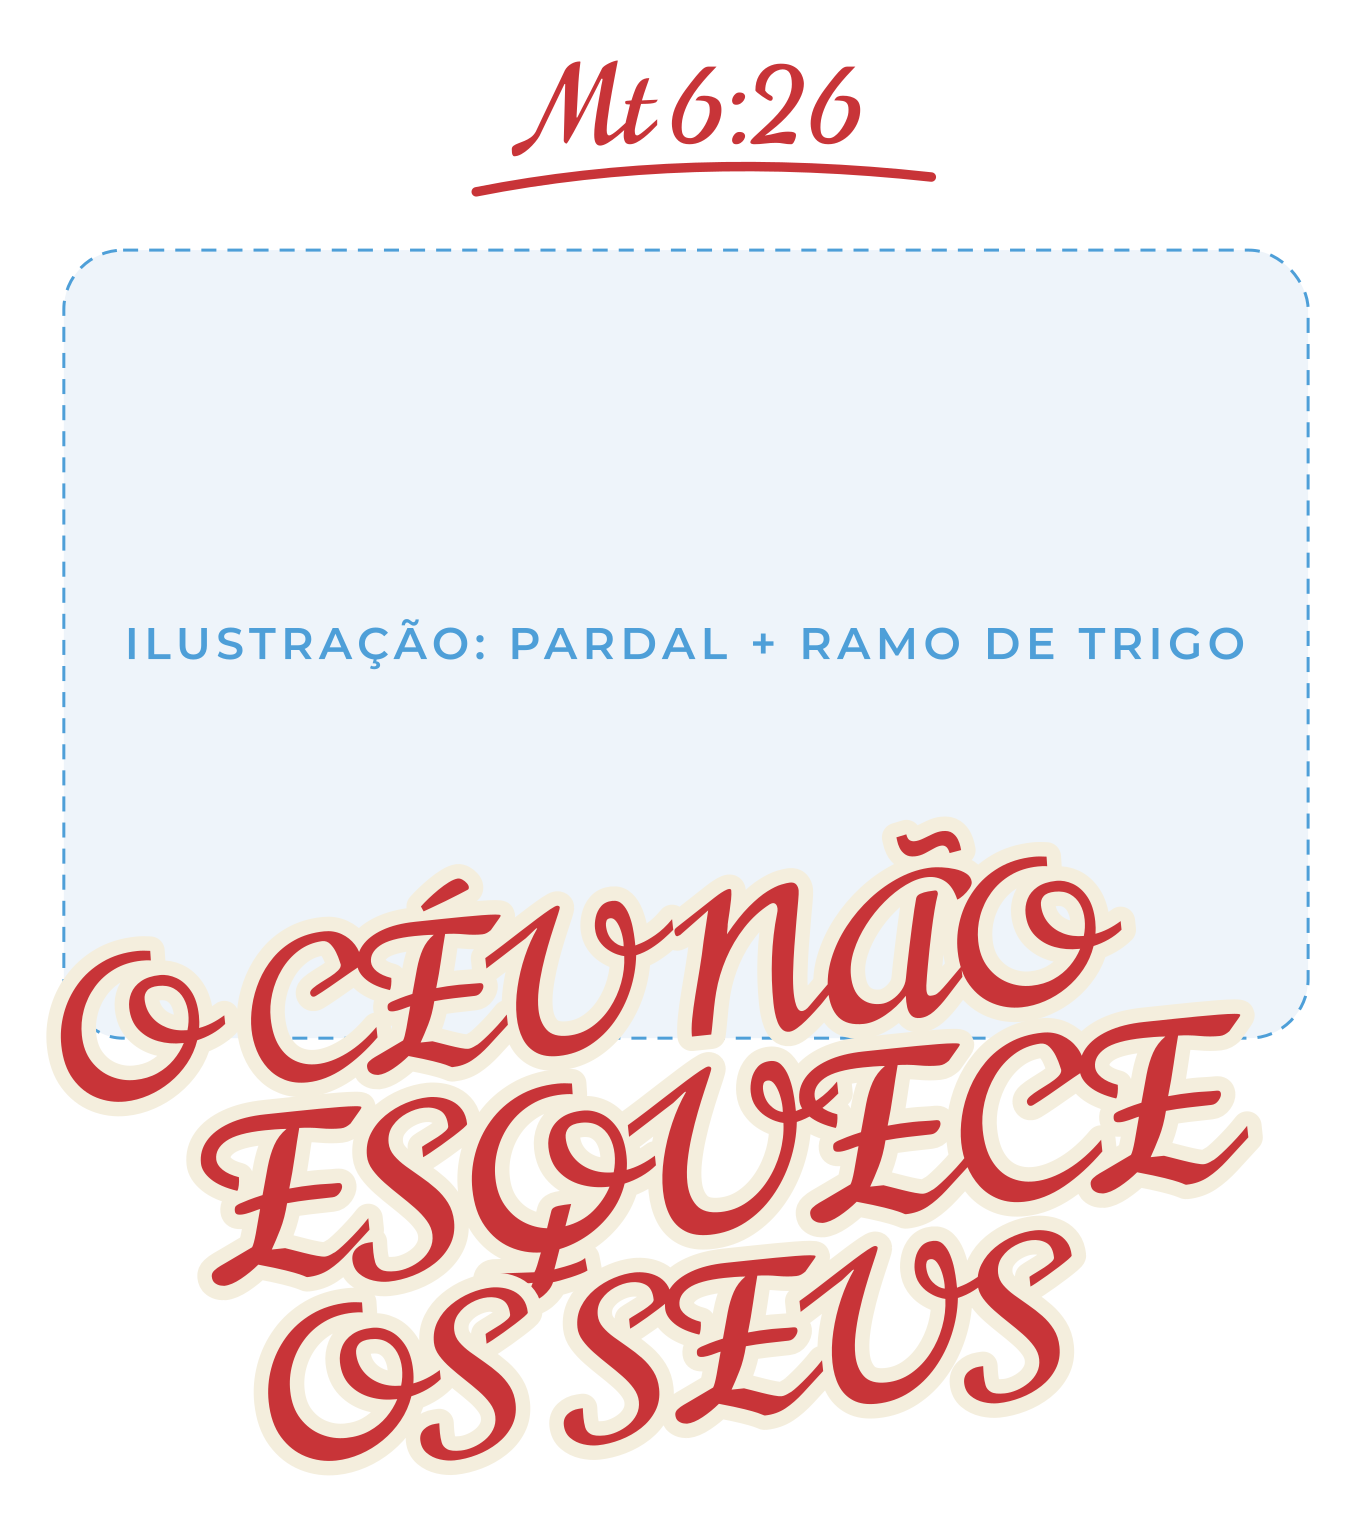 Mt 6:26
ILUSTRAÇÃO: PARDAL + RAMO DE TRIGO
O CÉU NÃO
ESQUECE
OS SEUS